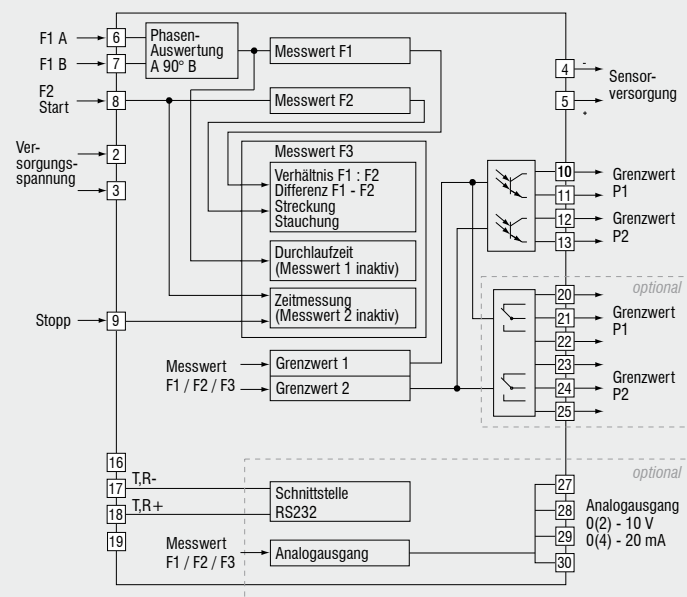 F1 A
6
Phasen-
Auswertung
A 90° B
Messwert F1
F1 B
7
4
-
Sensor-
versorgung
5
+
F2
Start
8
Messwert F2
Ver-
sorgungs-
spannung
2
3
Messwert F3
Verhältnis F1 : F2
Differenz F1 - F2
Streckung
Stauchung
Durchlaufzeit
(Messwert 1 inaktiv)
Zeitmessung
(Messwert 2 inaktiv)
10
11
Grenzwert
P1
12
13
Grenzwert
P2
optional
20
21
22
Grenzwert
P1
23
24
25
Grenzwert
P2
Stopp
9
Messwert
F1 / F2 / F3
Grenzwert 1
Grenzwert 2
16
17
T,R-
18
T,R+
19
Schnittstelle
RS232
optional
27
28
29
30
Analogausgang
0(2) - 10 V
0(4) - 20 mA
Messwert
F1 / F2 / F3
Analogausgang